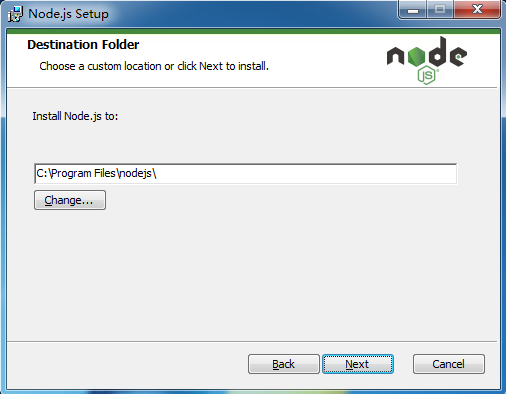 Node.js Setup
Destination Folder
Choose a custom location or click Next to install.
node
JS
Install Node.js to:
C:\Program Files\nodejs\
Change...
Back
Next
Cancel